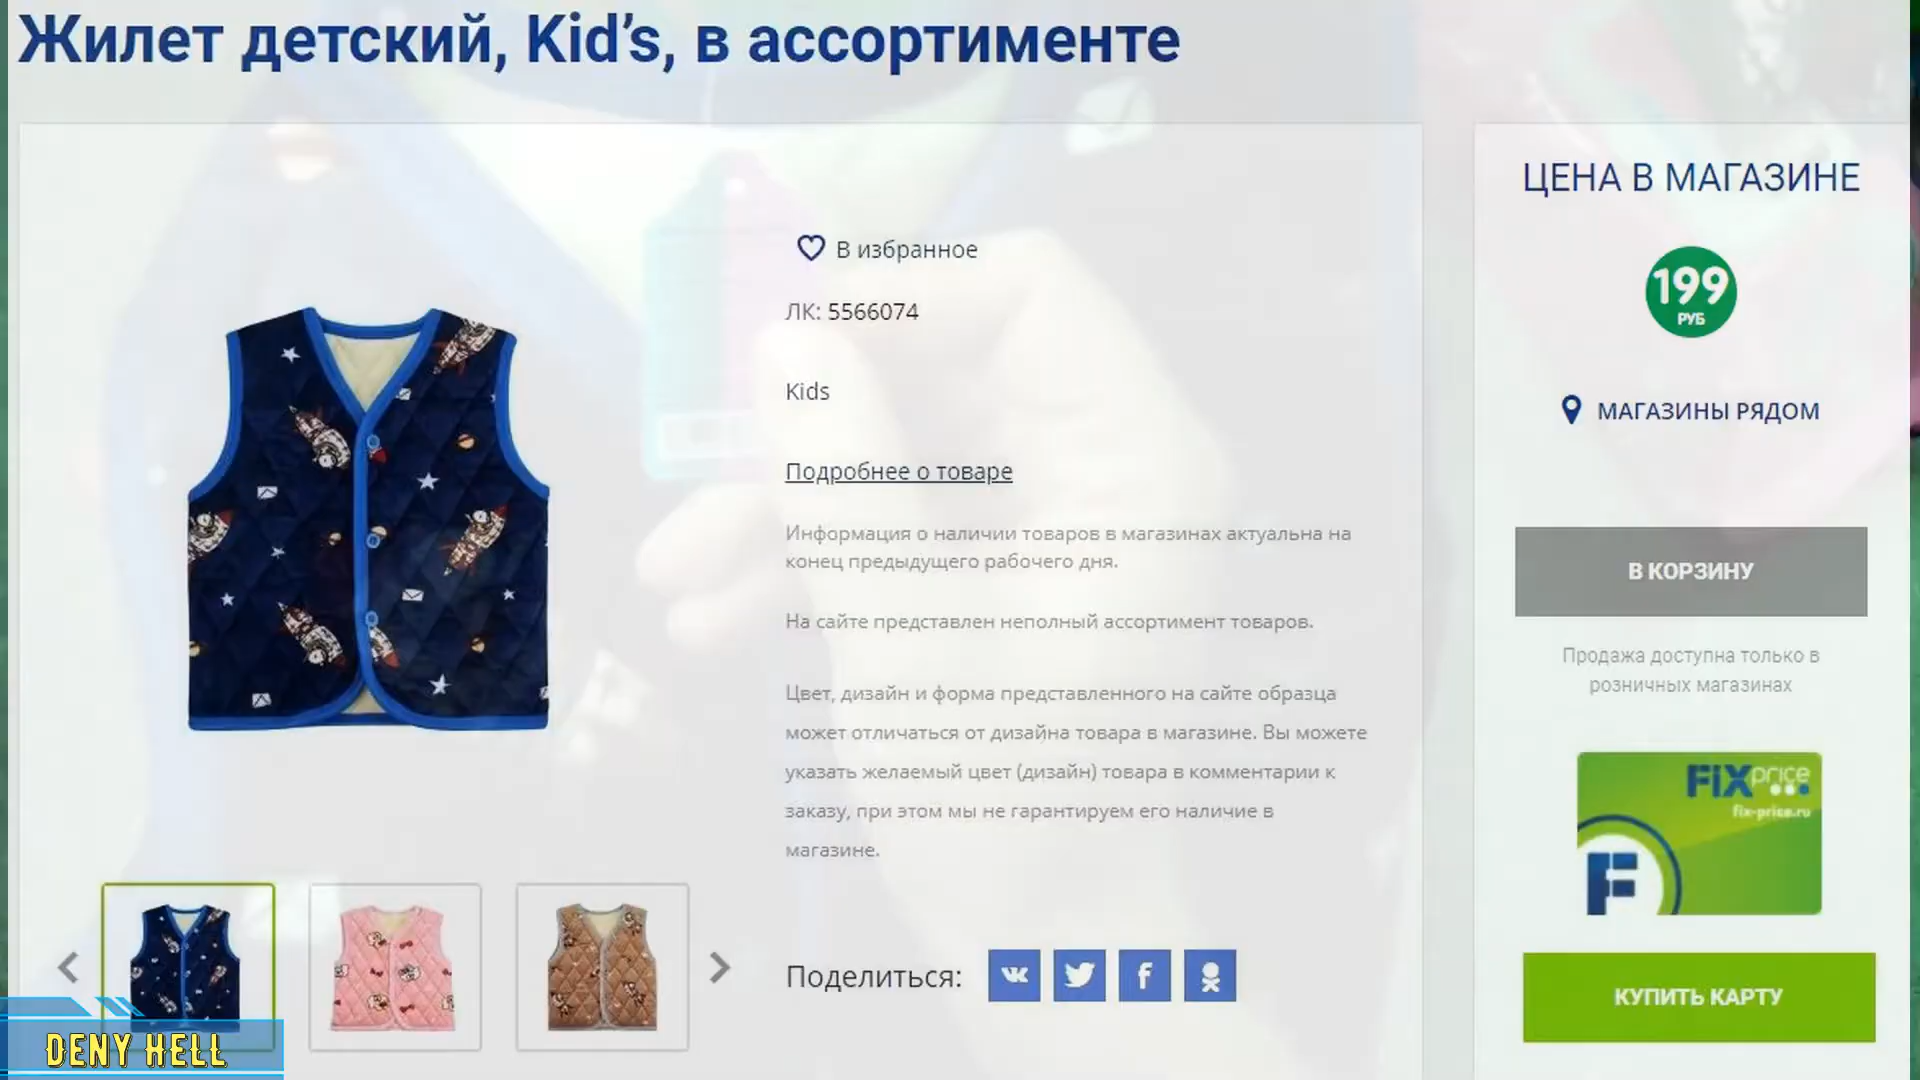 Жилет детский, Kid’s, в ассортименте
В избранное
ЛК: 5566074
Kids
Подробнее о товаре
Информация о наличии товаров в магазинах актуальна на
конец предыдущего рабочего дня.
На сайте представлен неполный ассортимент товаров.
Цвет, дизайн и форма представленного на сайте образца
может отличаться от дизайна товара в магазине. Вы можете
указать желаемый цвет (дизайн) товара в комментарии к
заказу, при этом мы не гарантируем его наличие в
магазине.
Поделиться:
ЦЕНА В МАГАЗИНЕ
199
РУБ
МАГАЗИНЫ РЯДОМ
В КОРЗИНУ
Продажа доступна только в
розничных магазинах
FiXprice
fix-price.ru
КУПИТЬ КАРТУ
DENY HELL